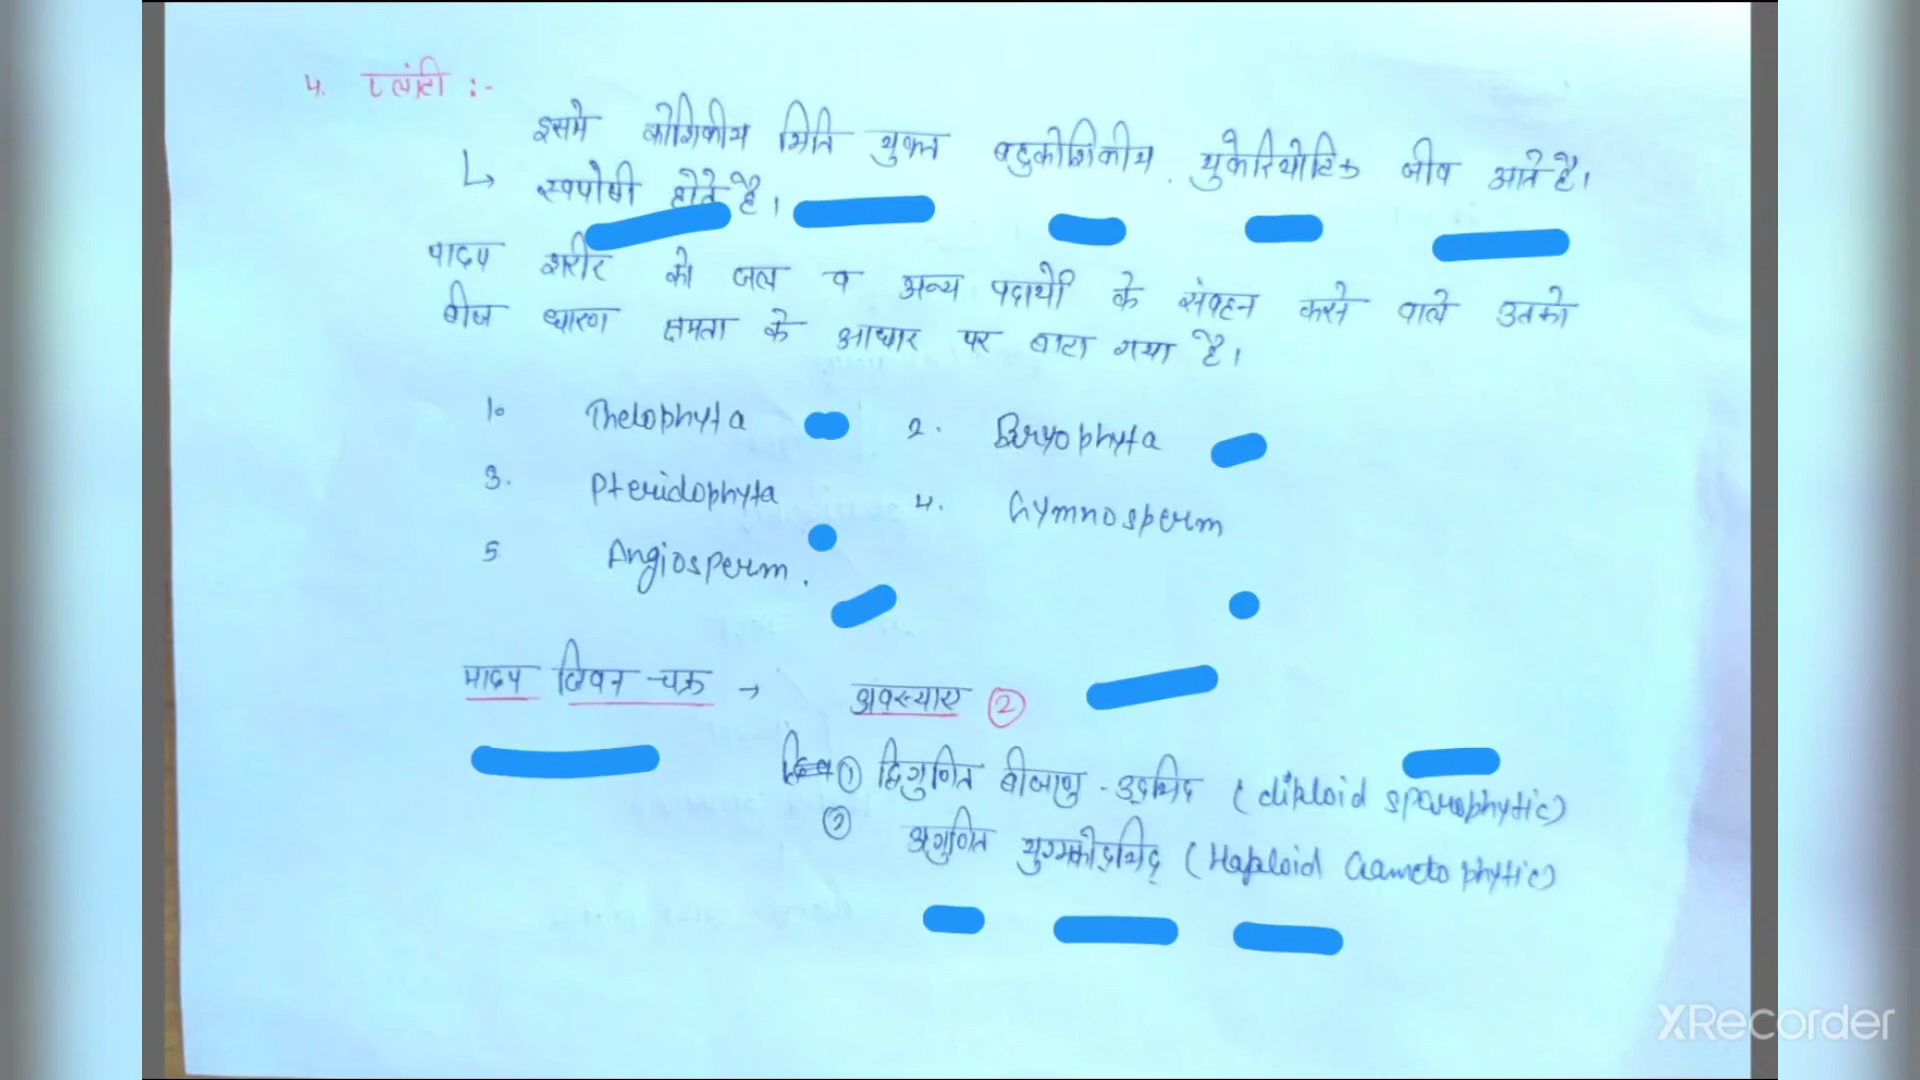 4. प्लांटी :-
इसमे कोशिकीय भिति युक्त बहुकोशिकीय युकेरियोटिक जीव आते है।
↳ स्वपोषी होते है।
पादप शरीर को जल व अन्य पदार्थो के संवहन करने वाले उतको
बीज धारण क्षमता के आधार पर बाटा गया है।
1. Thelophyta 2. Beryophyta
3. Pteridophyta 4. Gymnosperm
5 Angiosperm.
पादप जिवन चक्र → अवस्थाए ②
① द्विगुणित बीजाणु - उद्भिद (diploid sporophytic)
② अगुणित युग्मकोद्भिद् (Haploid Gametophytic)
XRecorder